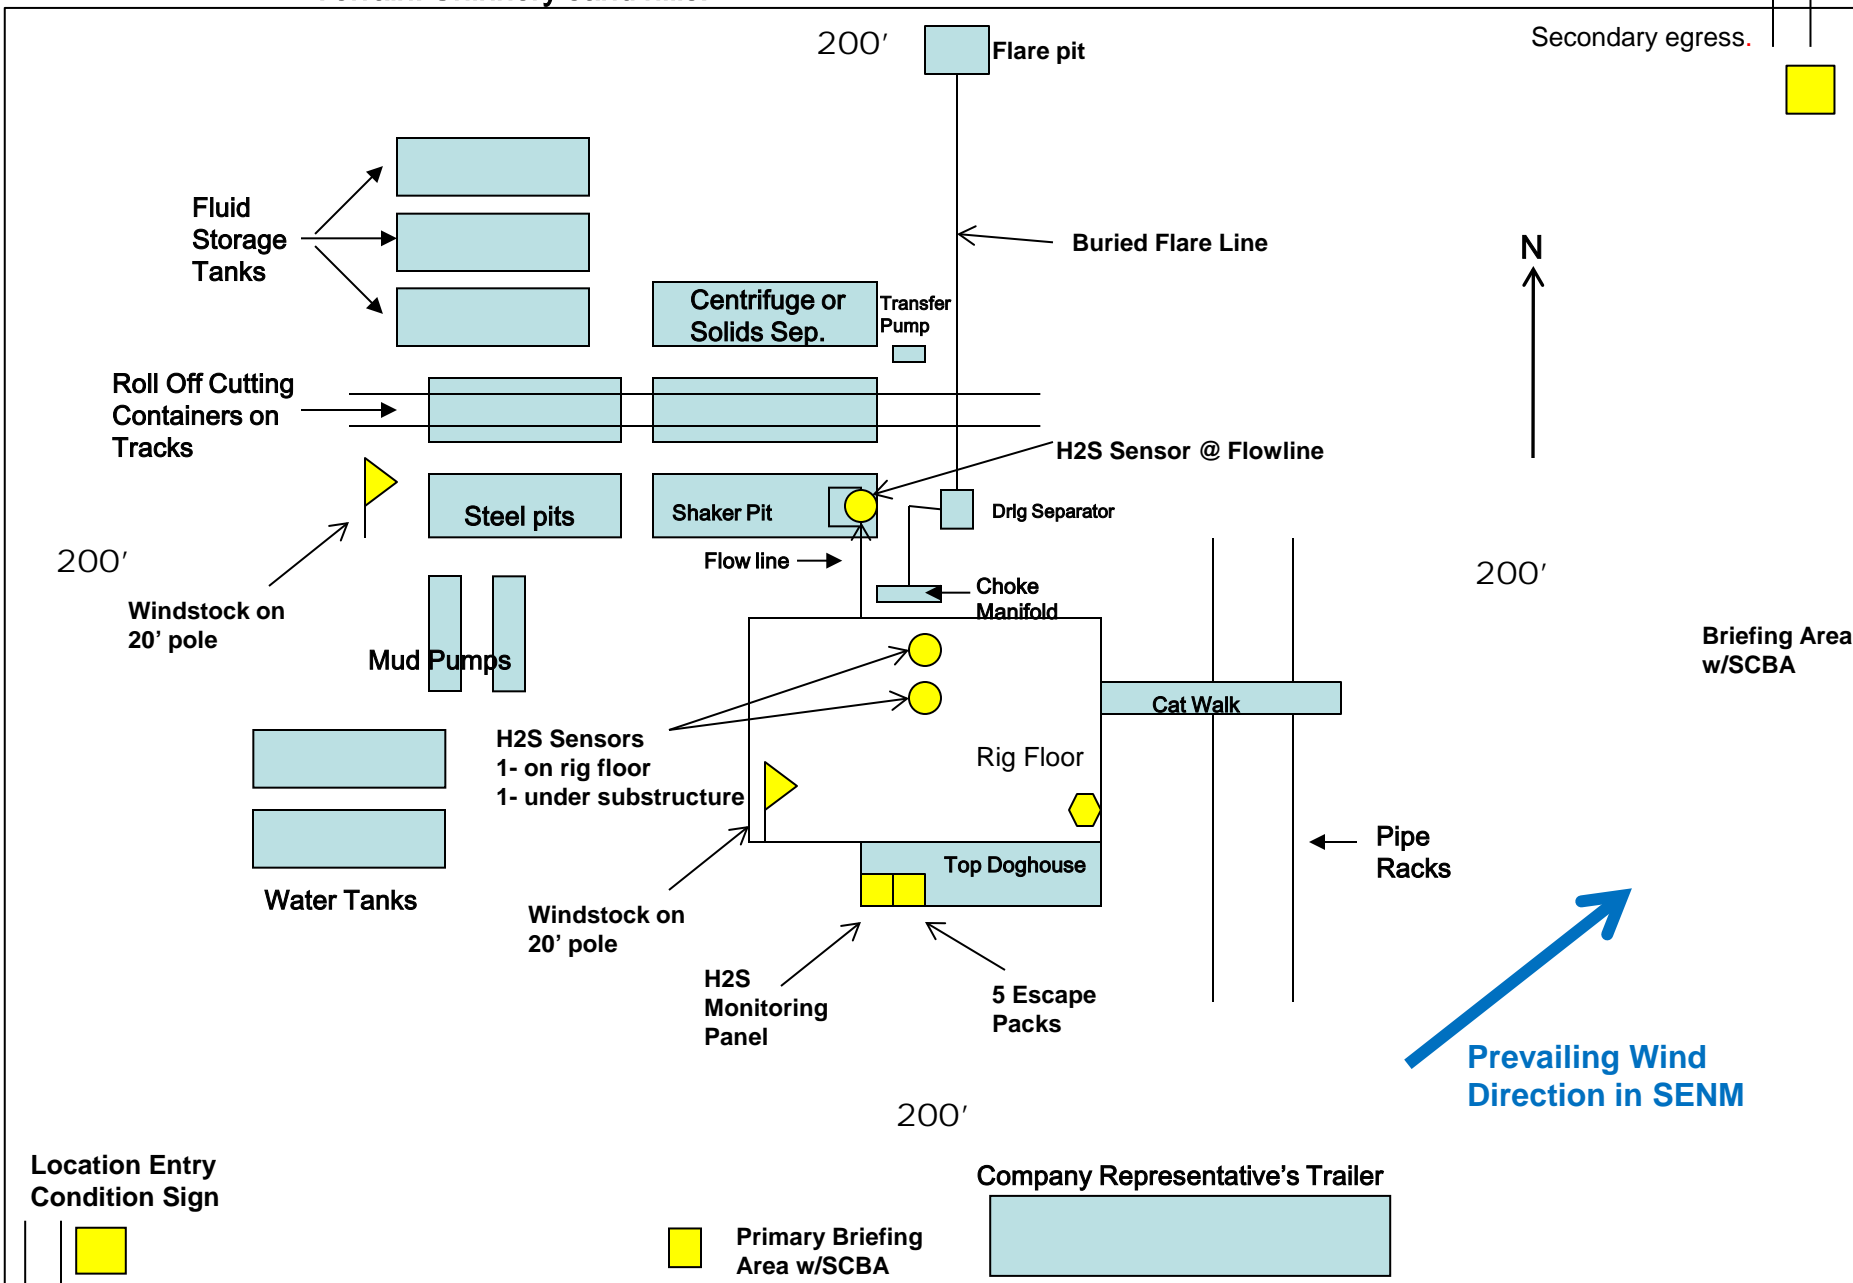 200'
Flare pit
Secondary egress.
Fluid
Storage
Tanks
Buried Flare Line
N
Centrifuge or
Solids Sep.
Transfer
Pump
Roll Off Cutting
Containers on
Tracks
H2S Sensor @ Flowline
Steel pits
Shaker Pit
Drlg Separator
200'
Flow line
200'
Choke
Manifold
Windstock on
20' pole
Mud Pumps
Briefing Area
w/SCBA
Cat Walk
H2S Sensors
1- on rig floor
1- under substructure
Rig Floor
Pipe
Racks
Top Doghouse
Water Tanks
Windstock on
20' pole
H2S
Monitoring
Panel
5 Escape
Packs
Prevailing Wind
Direction in SENM
200'
Location Entry
Condition Sign
Company Representative's Trailer
Primary Briefing
Area w/SCBA